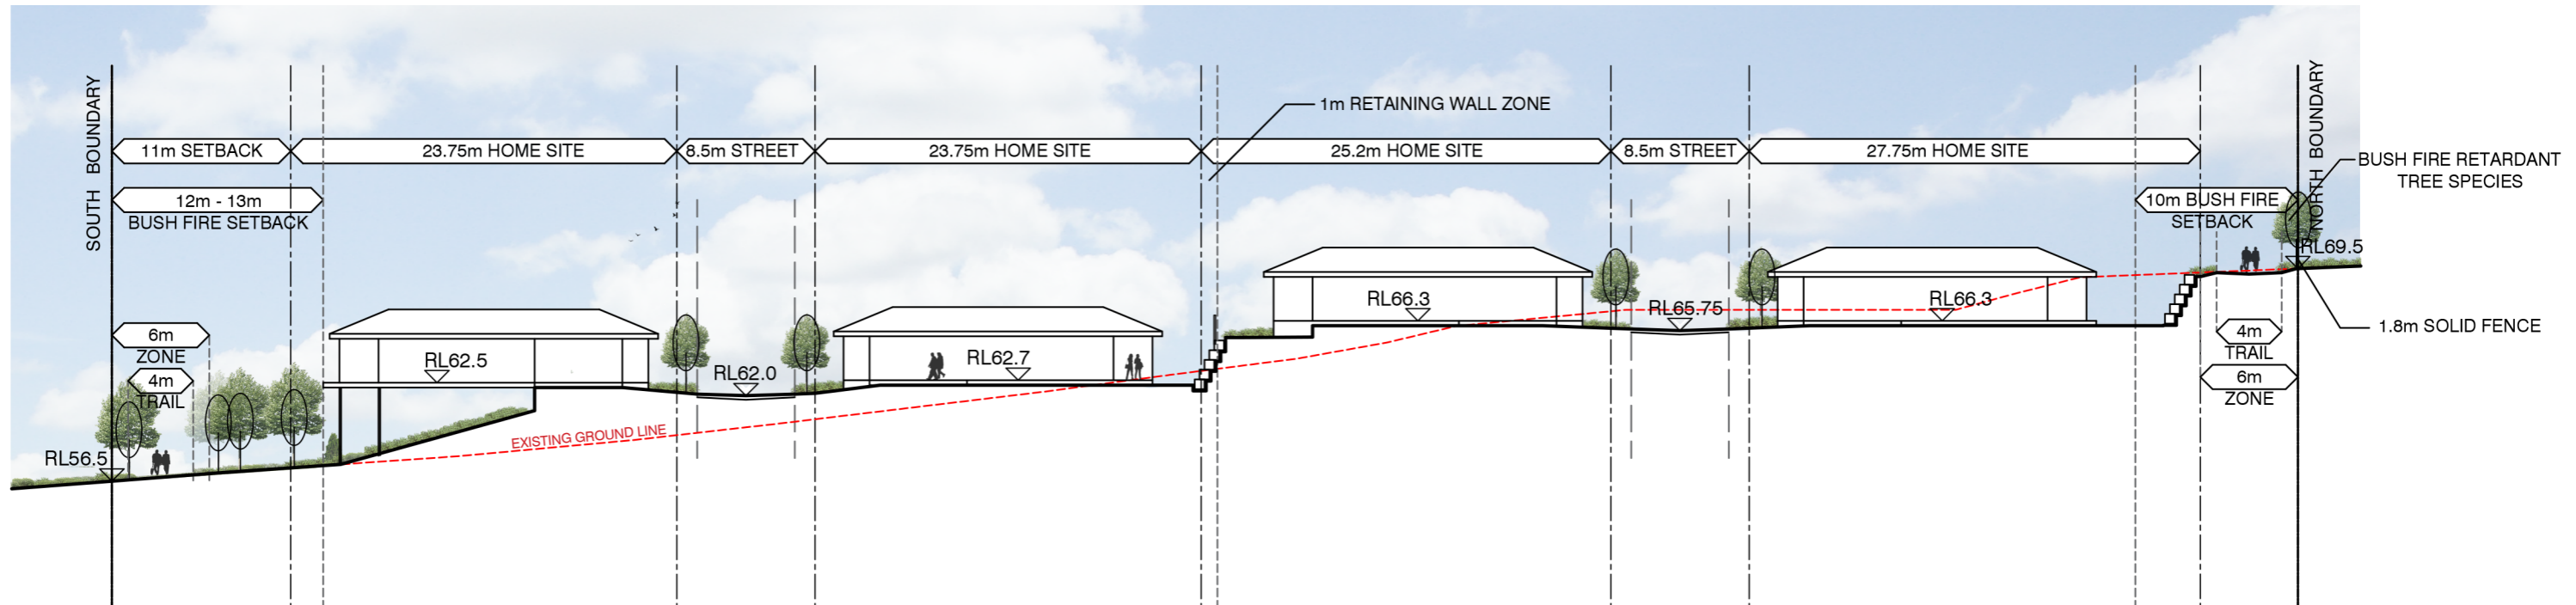 SOUTH BOUNDARY
NORTH BOUNDARY
1m RETAINING WALL ZONE
11m SETBACK
23.75m HOME SITE
8.5m STREET
23.75m HOME SITE
25.2m HOME SITE
8.5m STREET
27.75m HOME SITE
BUSH FIRE RETARDANT
TREE SPECIES
12m - 13m
BUSH FIRE SETBACK
10m BUSH FIRE
SETBACK
RL69.5
RL66.3
RL65.75
RL66.3
1.8m SOLID FENCE
6m
ZONE
4m
TRAIL
RL62.5
RL62.0
RL62.7
4m
TRAIL
6m
ZONE
EXISTING GROUND LINE
RL56.5